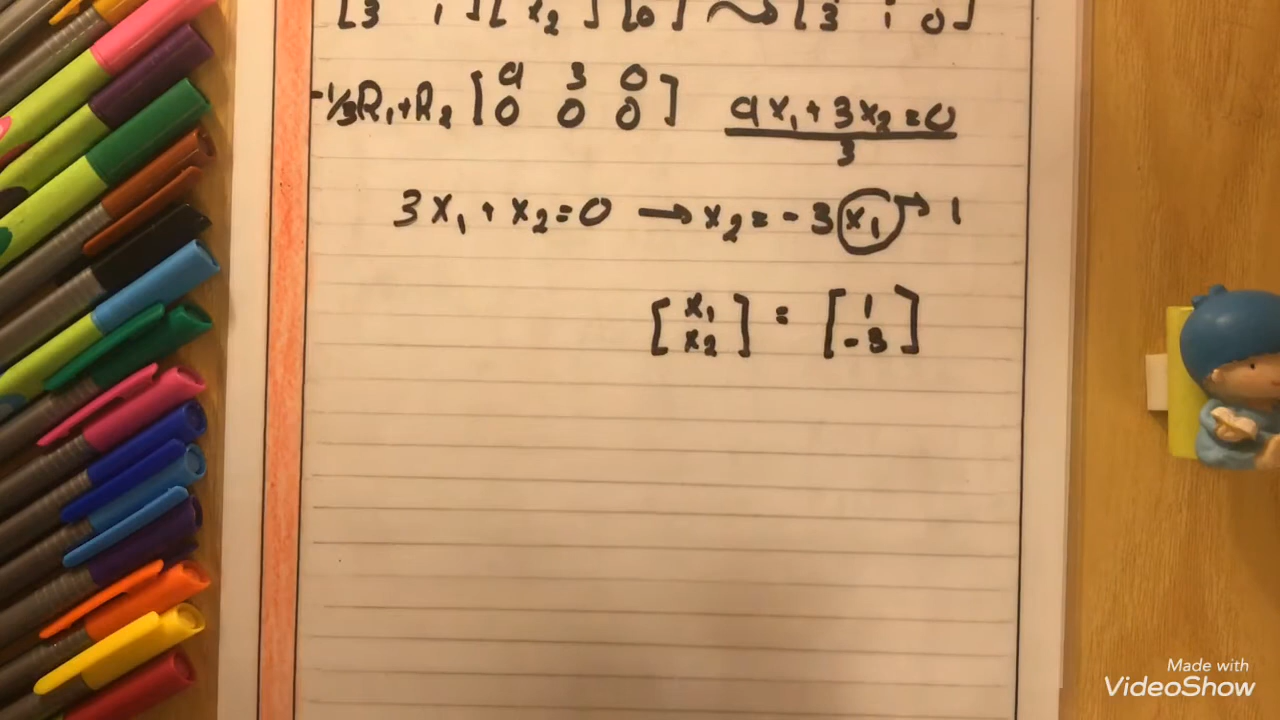 [3 1][x₂][0] ⤳ [3 1 0]
-1/3R₁+R₂ [9 3 0
0 0 0] 9x₁+3x₂=0
3
3x₁+x₂=0 → x₂=-3x₁ → 1
[x₁
x₂] = [1
-3]
Made with
VideoShow